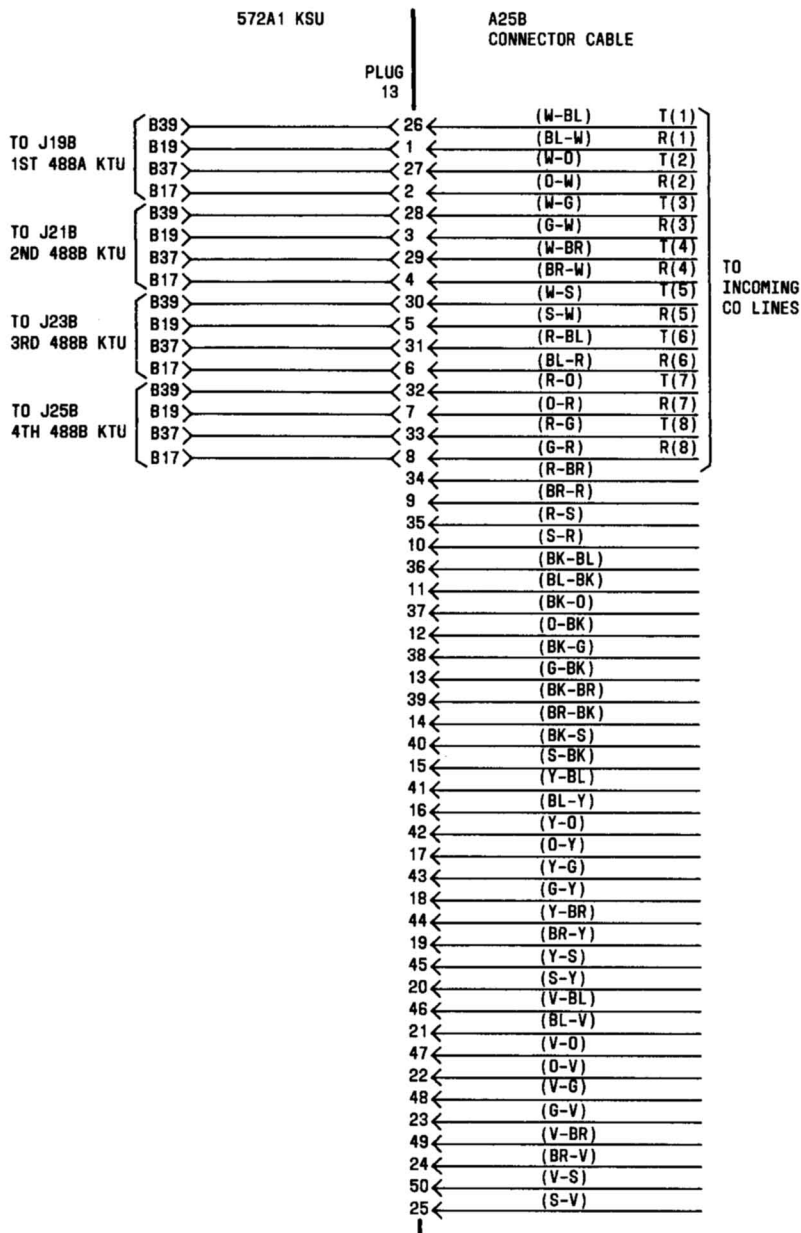 572A1 KSU
A25B
CONNECTOR CABLE
PLUG
13
TO J19B
1ST 488A KTU
B39 26 (W-BL) T(1)
B19 1 (BL-W) R(1)
B37 27 (W-O) T(2)
B17 2 (O-W) R(2)
TO J21B
2ND 488B KTU
B39 28 (W-G) T(3)
B19 3 (G-W) R(3)
B37 29 (W-BR) T(4)
B17 4 (BR-W) R(4)
TO J23B
3RD 488B KTU
B39 30 (W-S) T(5)
B19 5 (S-W) R(5)
B37 31 (R-BL) T(6)
B17 6 (BL-R) R(6)
TO J25B
4TH 488B KTU
B39 32 (R-O) T(7)
B19 7 (O-R) R(7)
B37 33 (R-G) T(8)
B17 8 (G-R) R(8)
TO
INCOMING
CO LINES
34 (R-BR)
9 (BR-R)
35 (R-S)
10 (S-R)
36 (BK-BL)
11 (BL-BK)
37 (BK-O)
12 (O-BK)
38 (BK-G)
13 (G-BK)
39 (BK-BR)
14 (BR-BK)
40 (BK-S)
15 (S-BK)
41 (Y-BL)
16 (BL-Y)
42 (Y-O)
17 (O-Y)
43 (Y-G)
18 (G-Y)
44 (Y-BR)
19 (BR-Y)
45 (Y-S)
20 (S-Y)
46 (V-BL)
21 (BL-V)
47 (V-O)
22 (O-V)
48 (V-G)
23 (G-V)
49 (V-BR)
24 (BR-V)
50 (V-S)
25 (S-V)